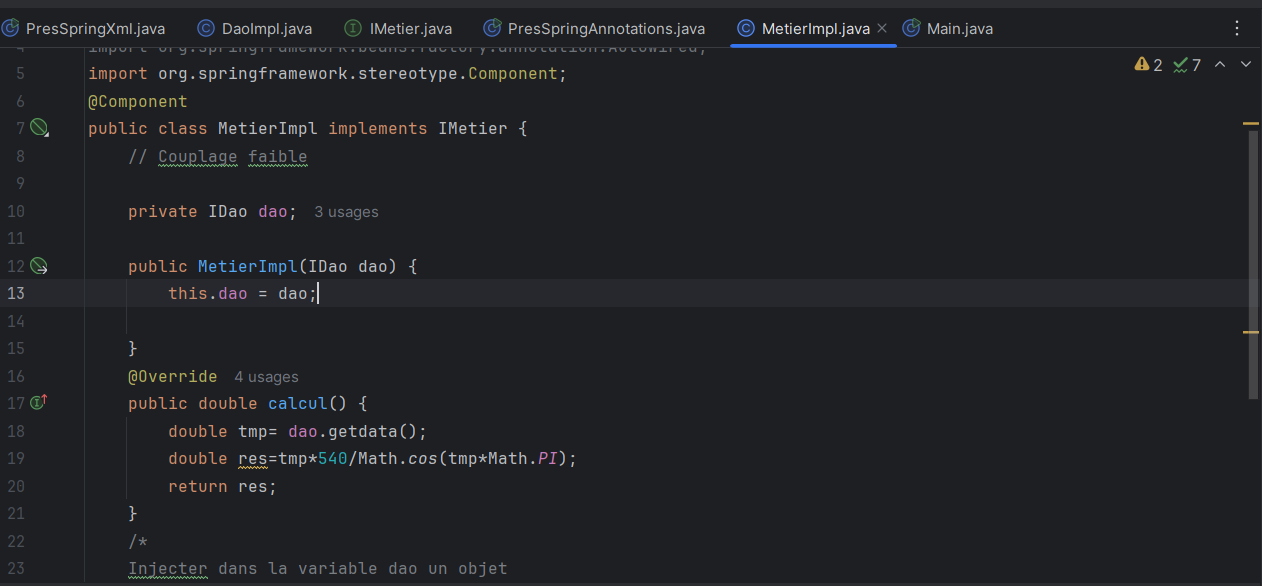 PresSpringXml.java DaoImpl.java IMetier.java PresSpringAnnotations.java MetierImpl.java Main.java
4 import org.springframework.beans.factory.annotation.Autowired;
5 import org.springframework.stereotype.Component; 2 7
6 @Component
7 public class MetierImpl implements IMetier {
8 // Couplage faible
9
10 private IDao dao; 3 usages
11
12 public MetierImpl(IDao dao) {
13 this.dao = dao;
14
15 }
16 @Override 4 usages
17 public double calcul() {
18 double tmp= dao.getdata();
19 double res=tmp*540/Math.cos(tmp*Math.PI);
20 return res;
21 }
22 /*
23 Injecter dans la variable dao un objet